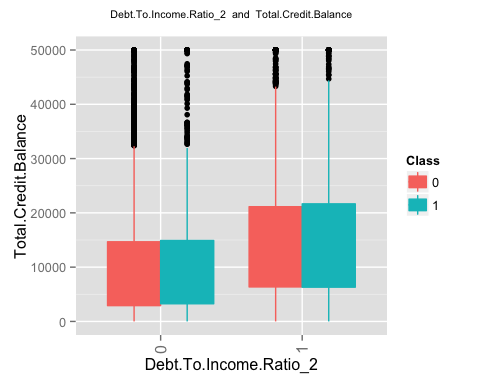 Debt.To.Income.Ratio_2 and Total.Credit.Balance
50000
40000
30000
20000
10000
0
Total.Credit.Balance
0
1
Debt.To.Income.Ratio_2
Class
0
1